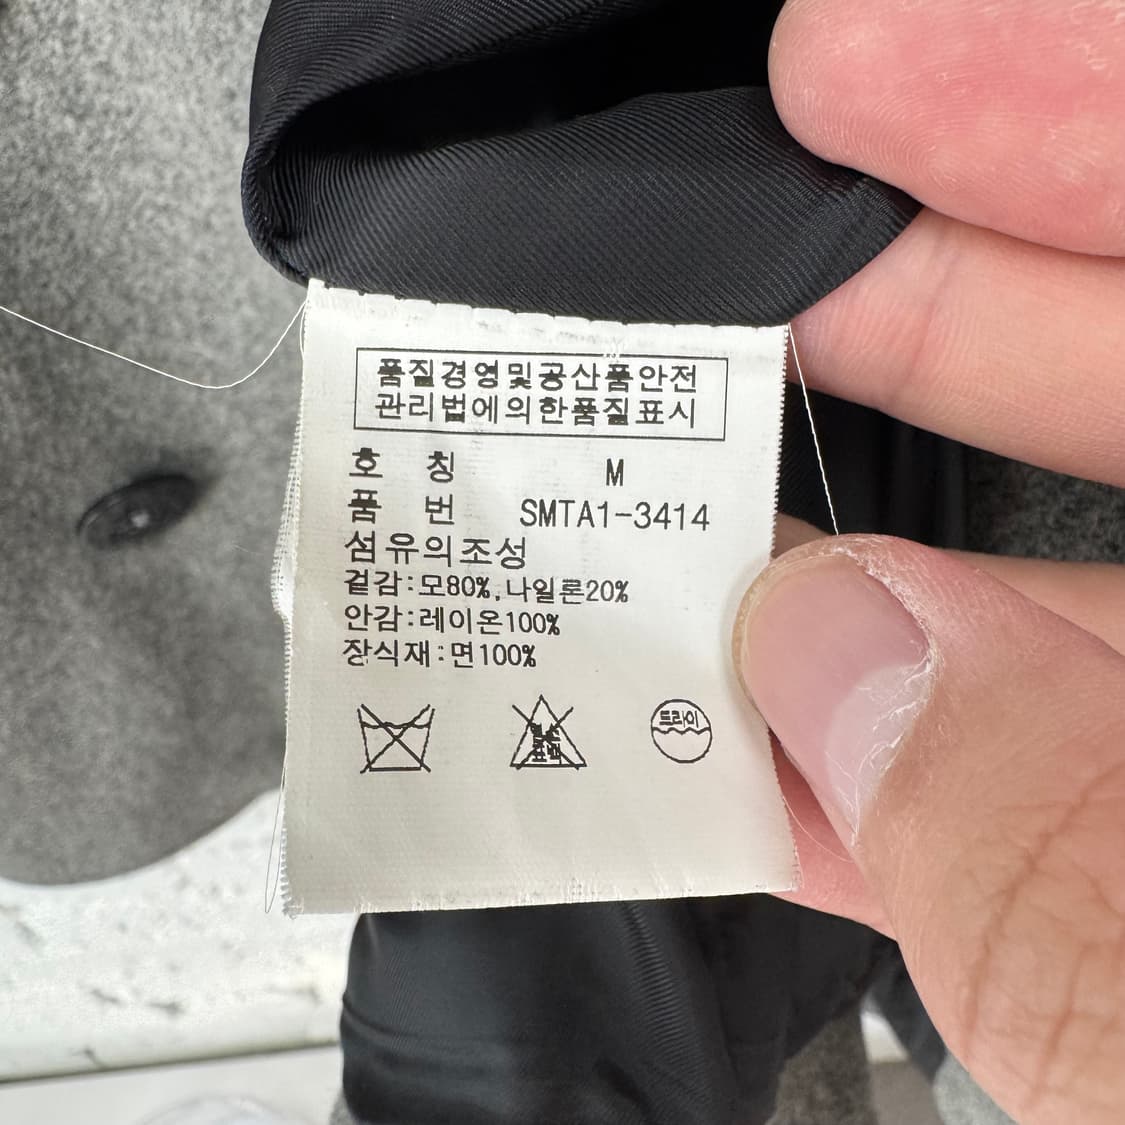 품질경영및공산품안전
관리법에의한품질표시
호 칭 M
품 번 SMTA1-3414
섬유의조성
겉감:모80%,나일론20%
안감:레이온100%
장식재:면100%
드라이